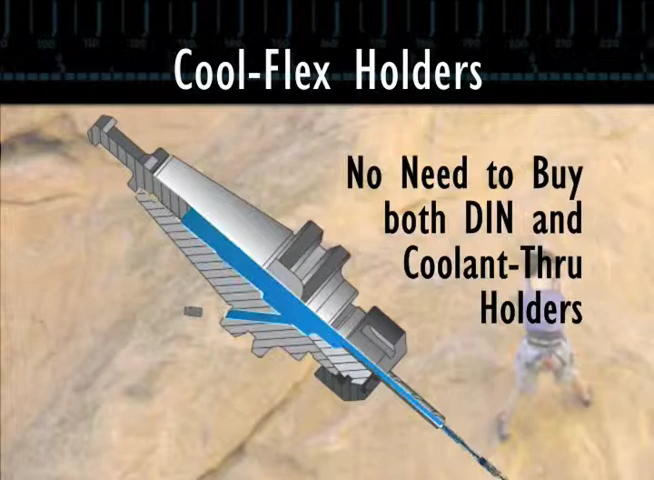 Cool-Flex Holders
No Need to Buy
both DIN and
Coolant-Thru
Holders